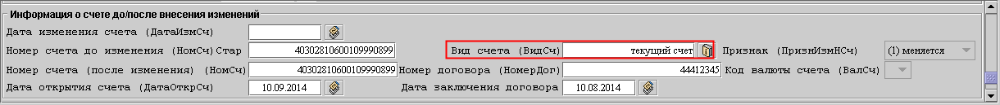 Информация о счете до/после внесения изменений
Дата изменения счета (ДатаИзмСч)
Номер счета до изменения (НомСч)Стар 40302810600109990899 Вид счета (ВидСч) текущий счет Признак (ПризнИзмНСч) (1) меняется
Номер счета (после изменения) (НомСч) 40302810600109990899 Номер договора (НомерДог) 44412345 Код валюты счета (ВалСч)
Дата открытия счета (ДатаОткрСч) 10.09.2014 Дата заключения договора 10.08.2014